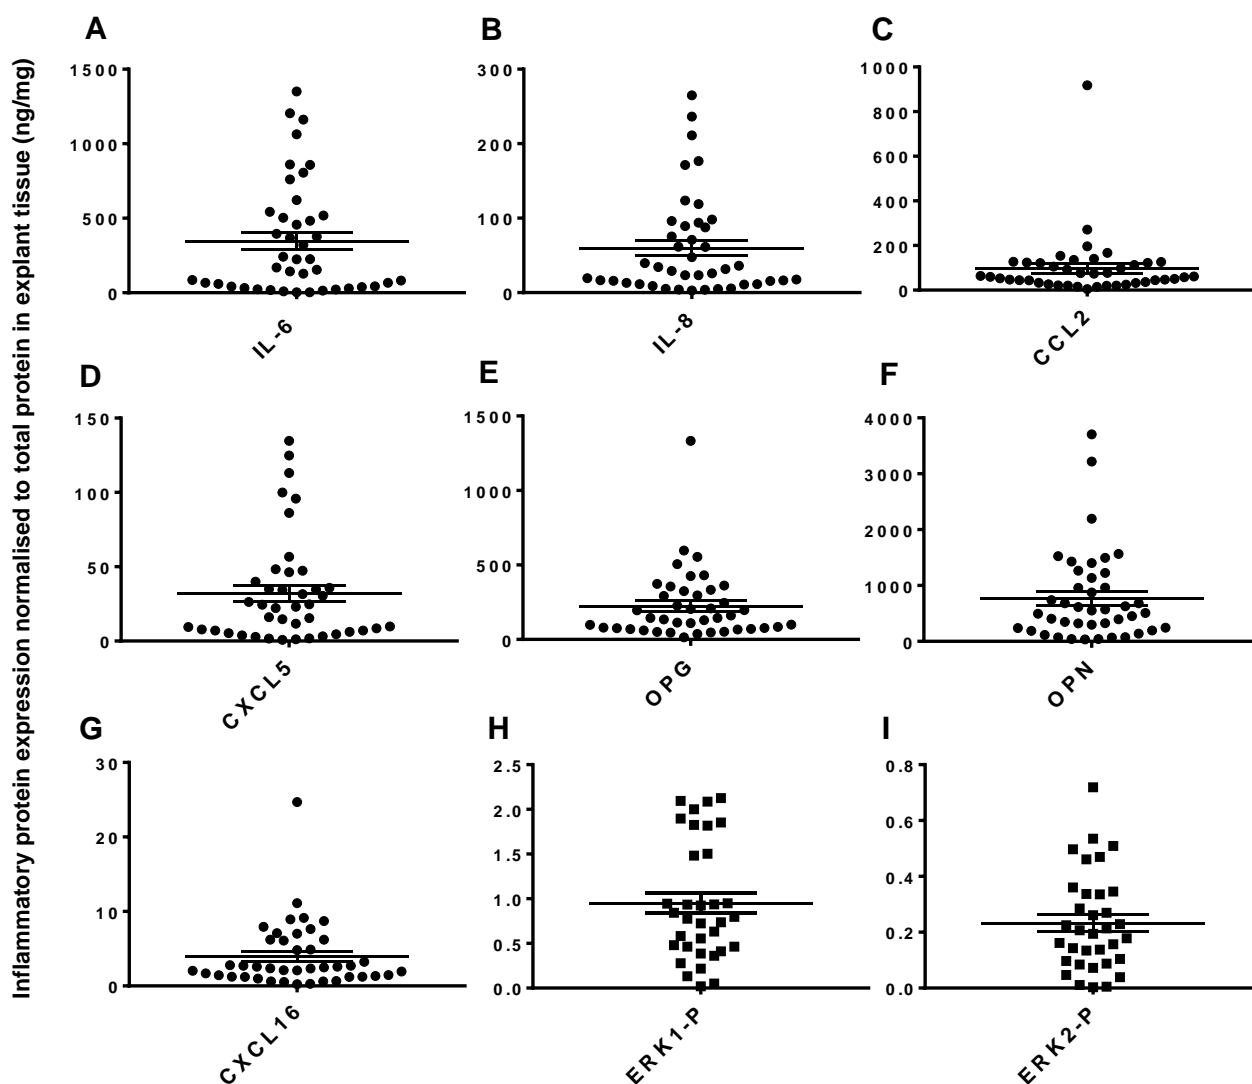 Inflammatory protein expression normalised to total protein in explant tissue (ng/mg)
A
1500
1000
500
0
IL-6
B
300
200
100
0
IL-8
C
1000
800
600
400
200
0
CCL2
D
150
100
50
0
CXCL5
E
1500
1000
500
0
OPG
F
4000
3000
2000
1000
0
OPN
G
30
20
10
0
CXCL16
H
2.5
2.0
1.5
1.0
0.5
0.0
ERK1-P
I
0.8
0.6
0.4
0.2
0.0
ERK2-P